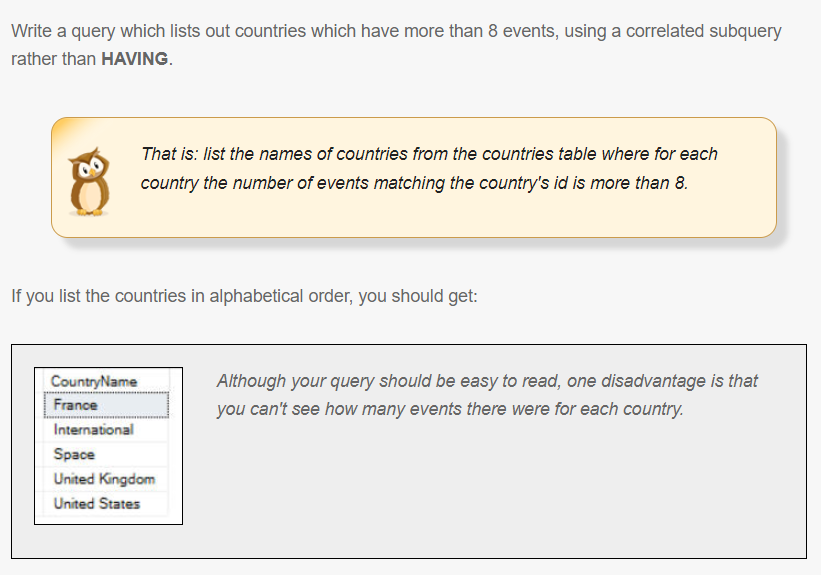 Write a query which lists out countries which have more than 8 events, using a correlated subquery
rather than HAVING.
That is: list the names of countries from the countries table where for each
country the number of events matching the country's id is more than 8.
If you list the countries in alphabetical order, you should get:
CountryName
France
International
Space
United Kingdom
United States
Although your query should be easy to read, one disadvantage is that
you can't see how many events there were for each country.